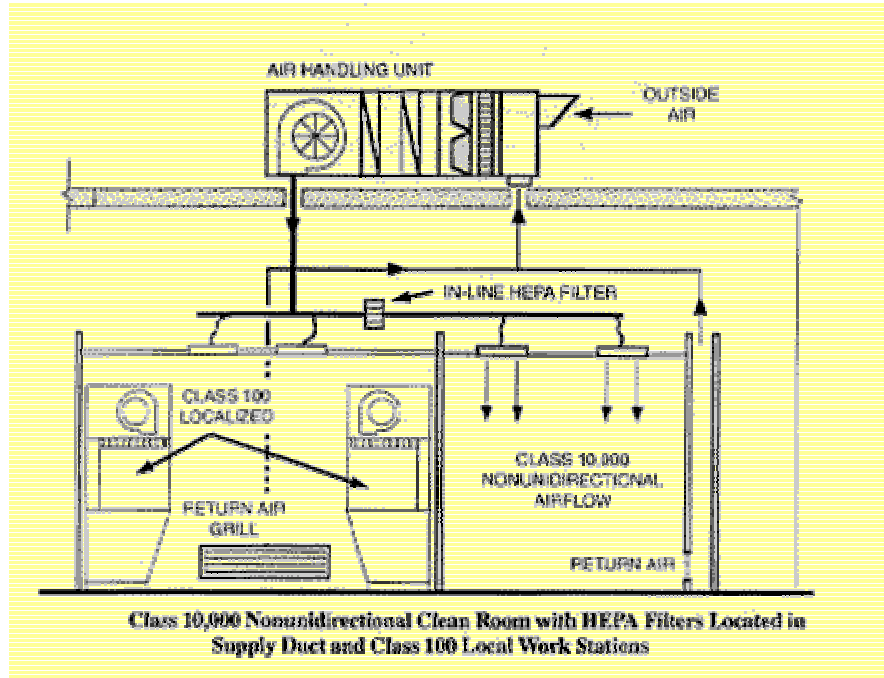 AIR HANDLING UNIT
OUTSIDE
AIR
IN-LINE HEPA FILTER
CLASS 100
LOCALIZED
CLASS 10,000
NONUNIDIRECTIONAL
AIRFLOW
RETURN AIR
GRILL
RETURN AIR
Class 10,000 Nonunidirectional Clean Room with HEPA Filters Located in
Supply Duct and Class 100 Local Work Stations